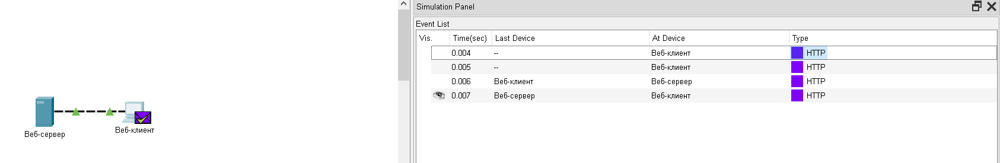 Simulation Panel
Event List
Vis. Time(sec) Last Device At Device Type
0.004 -- Веб-клиент HTTP
0.005 -- Веб-клиент HTTP
0.006 Веб-клиент Веб-сервер HTTP
0.007 Веб-сервер Веб-клиент HTTP
Веб-сервер
Веб-клиент